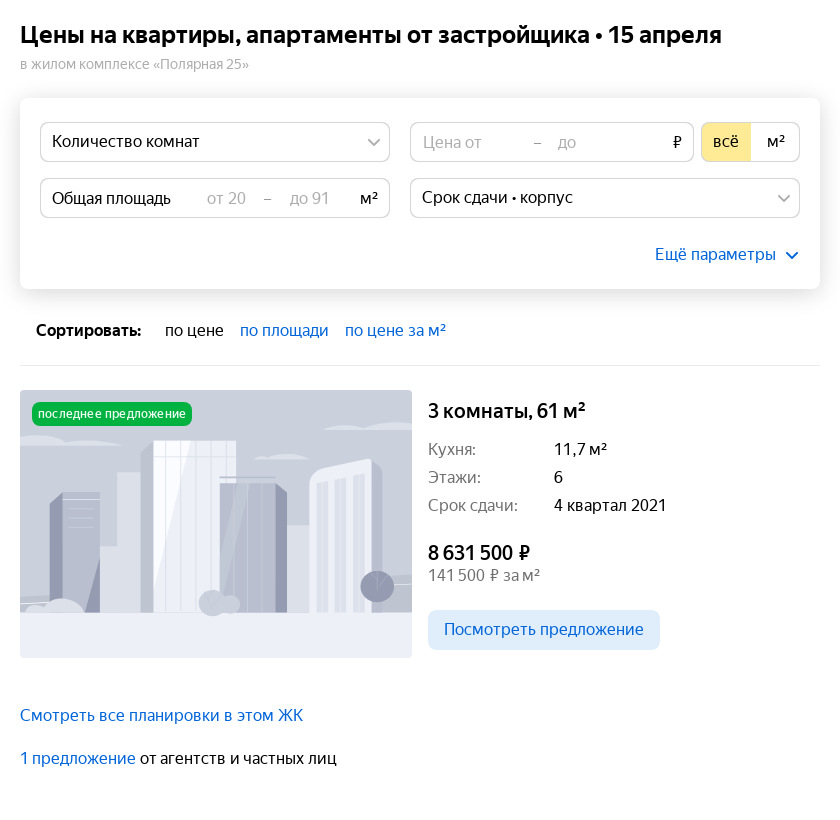 Цены на квартиры, апартаменты от застройщика • 15 апреля
в жилом комплексе «Полярная 25»
Количество комнат
Цена от – до ₽ всё м²
Общая площадь от 20 – до 91 м²
Срок сдачи • корпус
Ещё параметры
Сортировать: по цене по площади по цене за м²
последнее предложение
3 комнаты, 61 м²
Кухня: 11,7 м²
Этажи: 6
Срок сдачи: 4 квартал 2021
8 631 500 ₽
141 500 ₽ за м²
Посмотреть предложение
Смотреть все планировки в этом ЖК
1 предложение от агентств и частных лиц